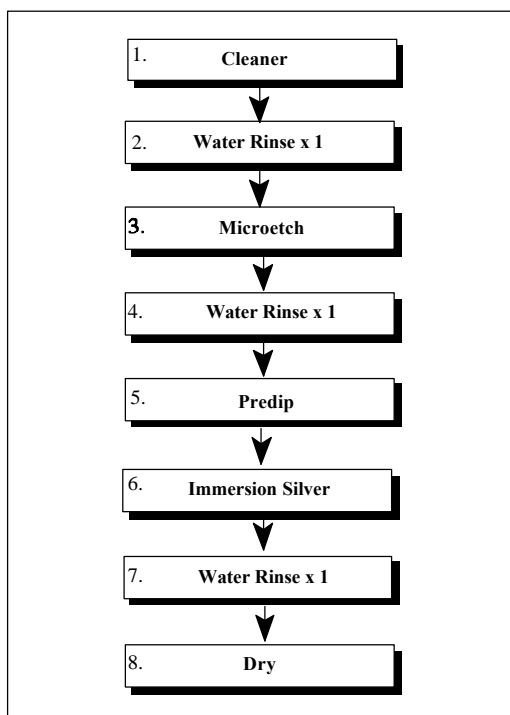 1. Cleaner
2. Water Rinse x 1
3. Microetch
4. Water Rinse x 1
5. Predip
6. Immersion Silver
7. Water Rinse x 1
8. Dry